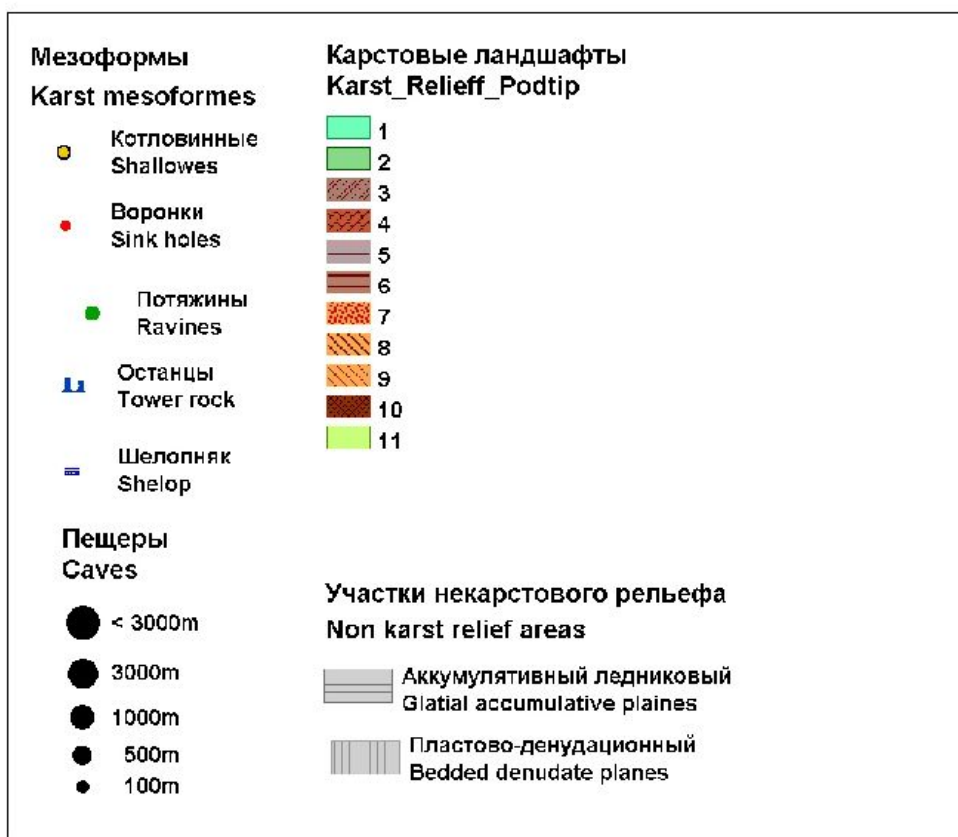 Мезоформы
Karst mesoformes
Котловинные
Shallowes
Воронки
Sink holes
Потяжины
Ravines
Останцы
Tower rock
Шелопняк
Shelop
Пещеры
Caves
< 3000m
3000m
1000m
500m
100m
Карстовые ландшафты
Karst_Relieff_Podtip
1
2
3
4
5
6
7
8
9
10
11
Участки некарстового рельефа
Non karst relief areas
Аккумулятивный ледниковый
Glatial accumulative plaines
Пластово-денудационный
Bedded denudate planes